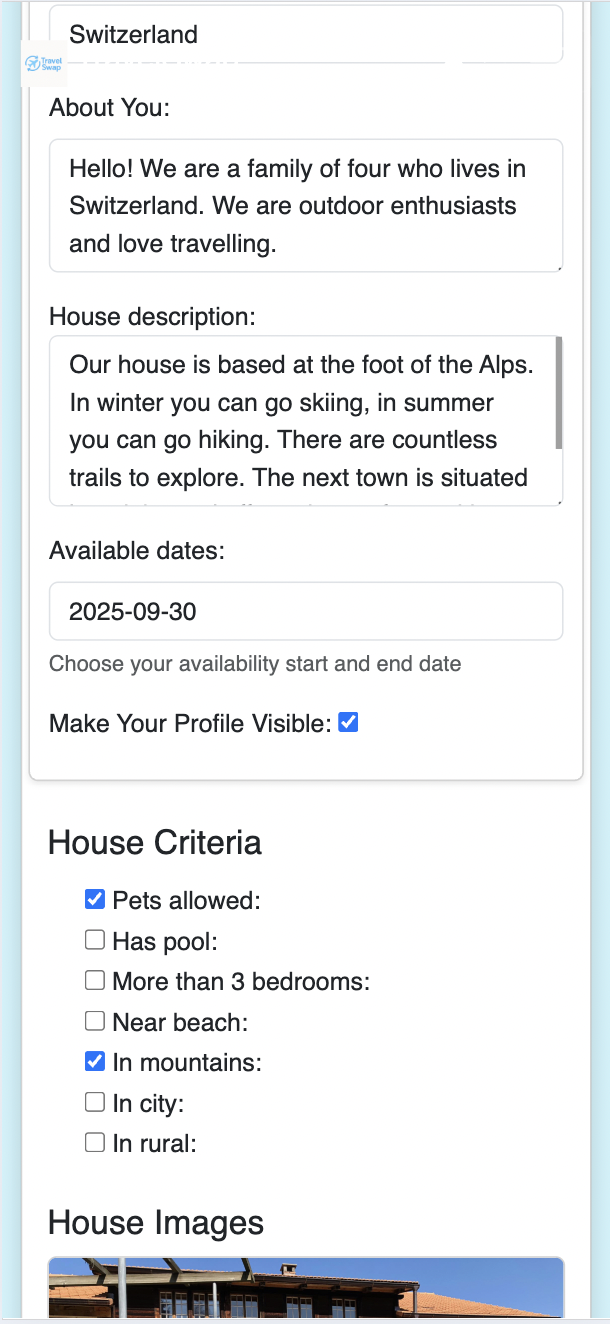 Switzerland
Travel
Swap
About You:
Hello! We are a family of four who lives in
Switzerland. We are outdoor enthusiasts
and love travelling.
House description:
Our house is based at the foot of the Alps.
In winter you can go skiing, in summer
you can go hiking. There are countless
trails to explore. The next town is situated
Available dates:
2025-09-30
Choose your availability start and end date
Make Your Profile Visible:
House Criteria
Pets allowed:
Has pool:
More than 3 bedrooms:
Near beach:
In mountains:
In city:
In rural:
House Images